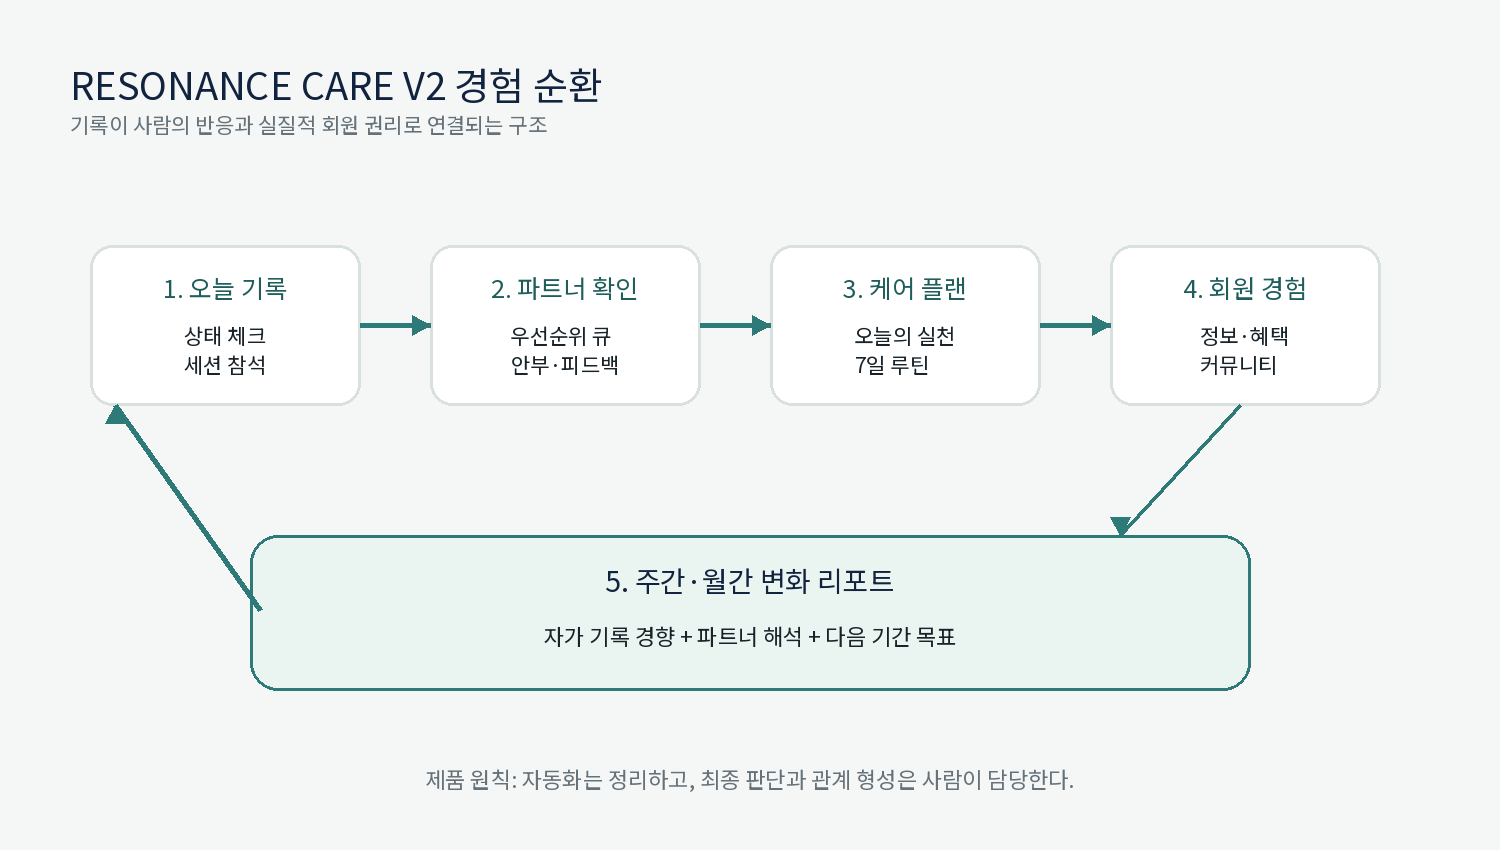 RESONANCE CARE V2 경험 순환
기록이 사람의 반응과 실질적 회원 권리로 연결되는 구조
1. 오늘 기록
상태 체크
세션 참석
2. 파트너 확인
우선순위 큐
안부·피드백
3. 케어 플랜
오늘의 실천
7일 루틴
4. 회원 경험
정보·혜택
커뮤니티
5. 주간·월간 변화 리포트
자가 기록 경향 + 파트너 해석 + 다음 기간 목표
제품 원칙: 자동화는 정리하고, 최종 판단과 관계 형성은 사람이 담당한다.